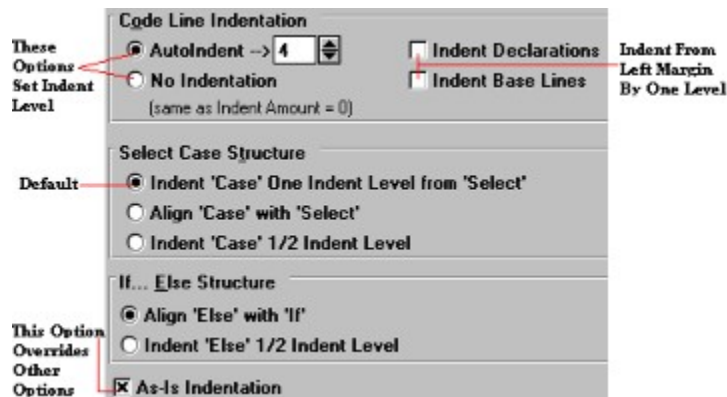 Code Line Indentation
These
Options
Set Indent
Level
AutoIndent --> 4
No Indentation
(same as Indent Amount = 0)
Indent Declarations
Indent Base Lines
Indent From
Left Margin
By One Level
Select Case Structure
Default
Indent 'Case' One Indent Level from 'Select'
Align 'Case' with 'Select'
Indent 'Case' 1/2 Indent Level
If... Else Structure
Align 'Else' with 'If'
Indent 'Else' 1/2 Indent Level
This Option
Overrides
Other
Options
As-Is Indentation